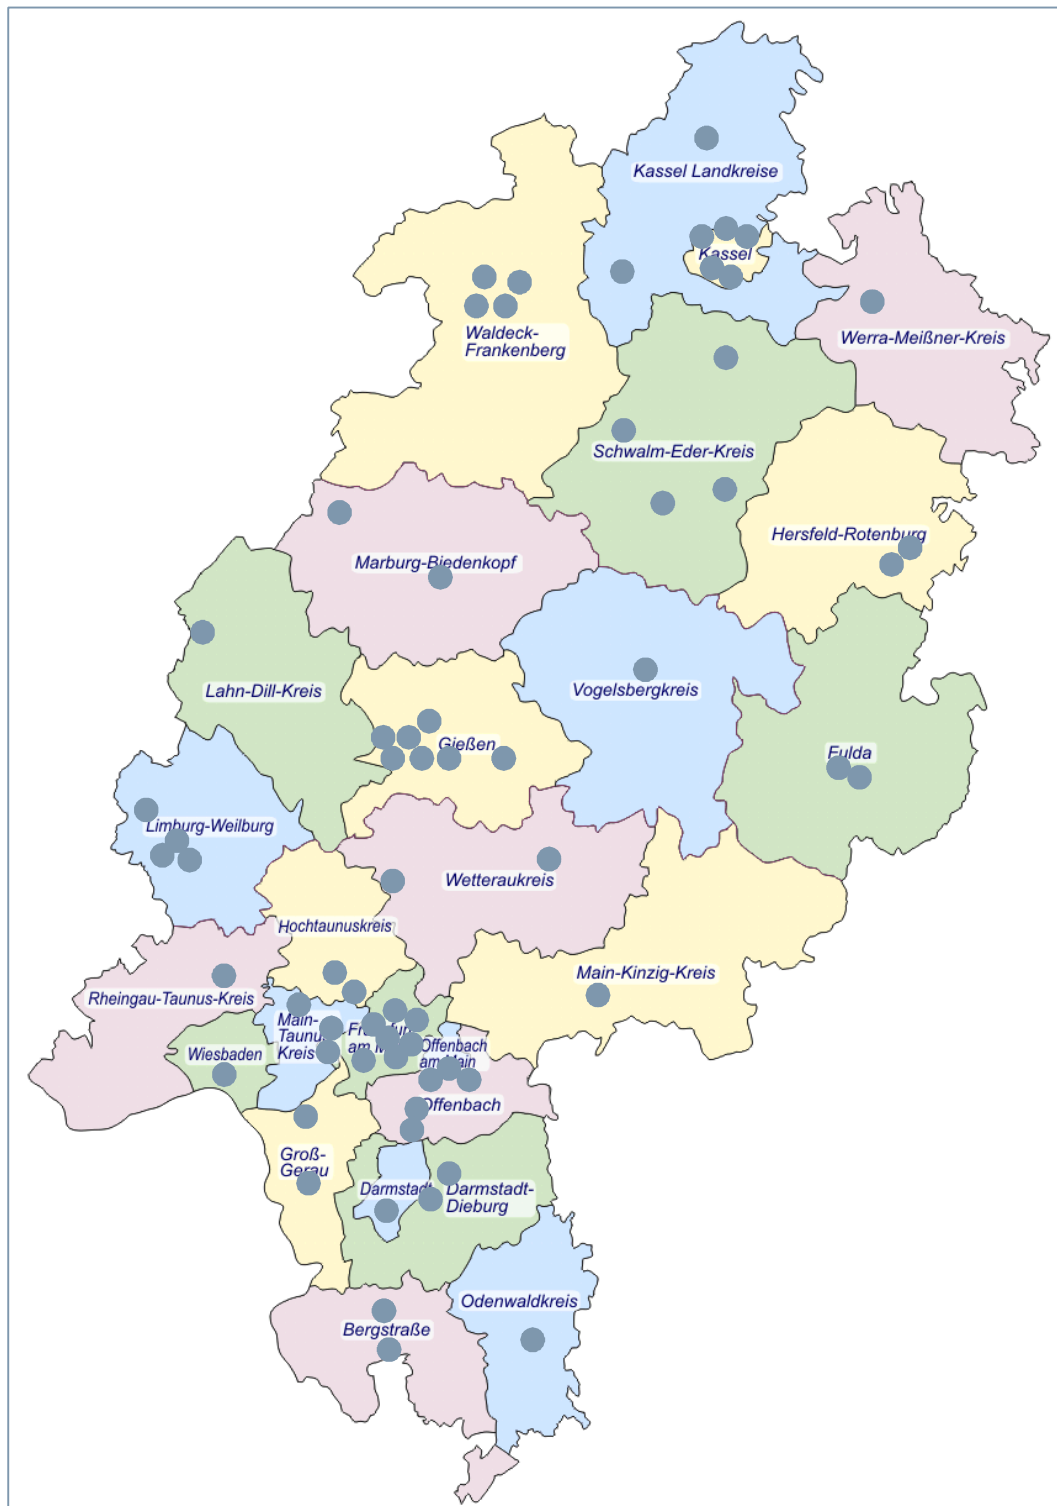 Kassel Landkreise
Kassel
Waldeck-
Frankenberg
Werra-Meißner-Kreis
Schwalm-Eder-Kreis
Hersfeld-Rotenburg
Marburg-Biedenkopf
Lahn-Dill-Kreis
Vogelsbergkreis
Gießen
Fulda
Limburg-Weilburg
Wetteraukreis
Hochtaunuskreis
Main-Kinzig-Kreis
Rheingau-Taunus-Kreis
Main-
Taunus
Kreis
am M
Wiesbaden
Offenbach
am Main
Offenbach
Groß-
Gerau
Darmstadt
Darmstadt-
Dieburg
Odenwaldkreis
Bergstraße